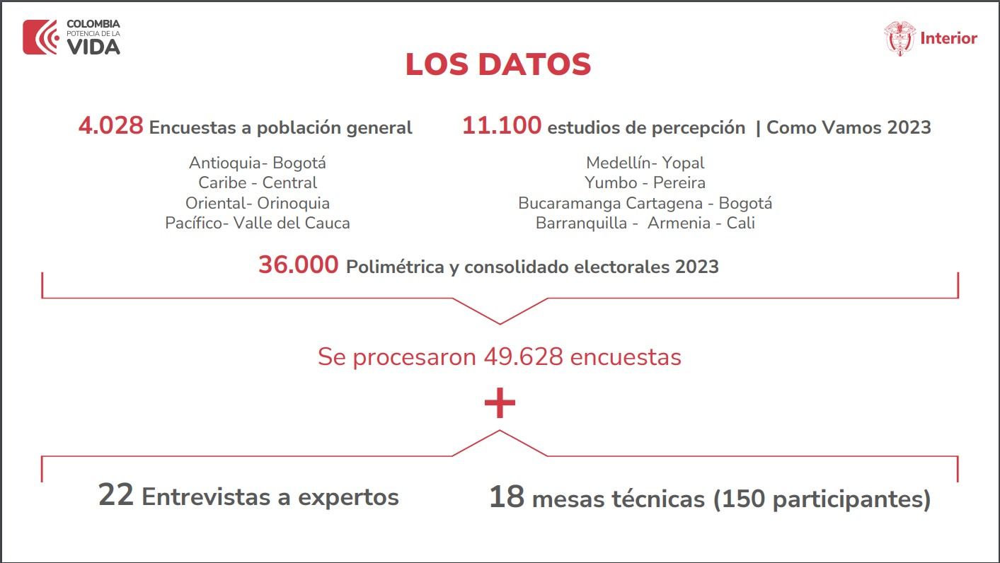 COLOMBIA
POTENCIA DE LA
VIDA
Interior
LOS DATOS
4.028 Encuestas a población general
Antioquia- Bogotá
Caribe - Central
Oriental- Orinoquia
Pacífico- Valle del Cauca
11.100 estudios de percepción | Como Vamos 2023
Medellín- Yopal
Yumbo - Pereira
Bucaramanga Cartagena - Bogotá
Barranquilla - Armenia - Cali
36.000 Polimétrica y consolidado electorales 2023
Se procesaron 49.628 encuestas
+
22 Entrevistas a expertos
18 mesas técnicas (150 participantes)